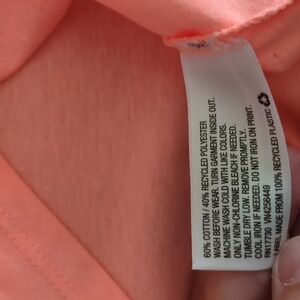 60% COTTON / 40% RECYCLED POLYESTER
WASH BEFORE WEAR. TURN GARMENT INSIDE OUT.
MACHINE WASH COLD WITH LIKE COLORS.
ONLY NON-CHLORINE BLEACH IF NEEDED.
TUMBLE DRY LOW. REMOVE PROMPTLY.
COOL IRON IF NEEDED. DO NOT IRON ON PRINT.
RN17730 VN4256449
LABEL MADE FROM 100% RECYCLED PLASTIC